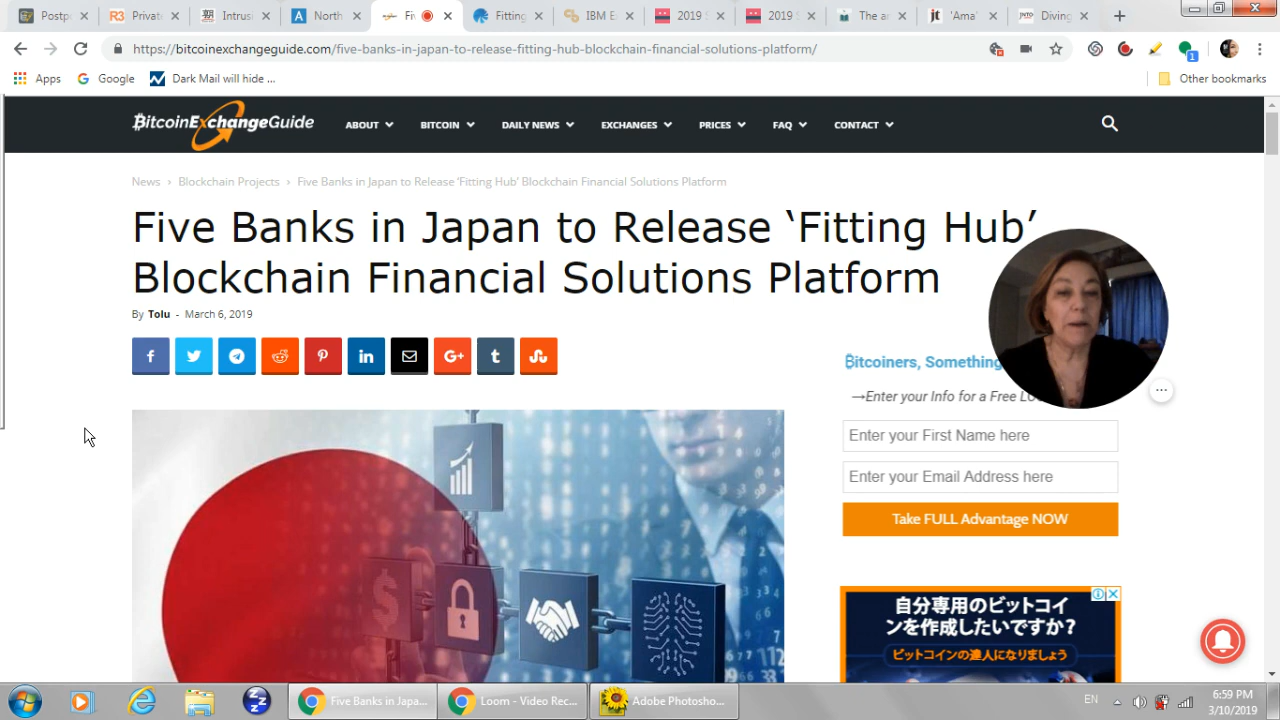 Postp
R3 Private
Intrusi
A North
Fiv
Fitting
IBM E
2019 S
2019 S
The ar
jt 'Ama'
JNTO Diving
https://bitcoinexchangeguide.com/five-banks-in-japan-to-release-fitting-hub-blockchain-financial-solutions-platform/
1
Apps
Google
Dark Mail will hide ...
Other bookmarks
BitcoinExchangeGuide
ABOUT
BITCOIN
DAILY NEWS
EXCHANGES
PRICES
FAQ
CONTACT
News › Blockchain Projects › Five Banks in Japan to Release 'Fitting Hub' Blockchain Financial Solutions Platform
Five Banks in Japan to Release ‘Fitting Hub’
Blockchain Financial Solutions Platform
By Tolu - March 6, 2019
Bitcoiners, Something
→Enter your Info for a Free
Enter your First Name here
Enter your Email Address here
Take FULL Advantage NOW
自分専用のビットコイ
ンを作成したいですか?
ビットコインの達人になりましょう
Five Banks in Japa...
Loom - Video Rec...
Adobe Photosho...
EN
6:59 PM
3/10/2019